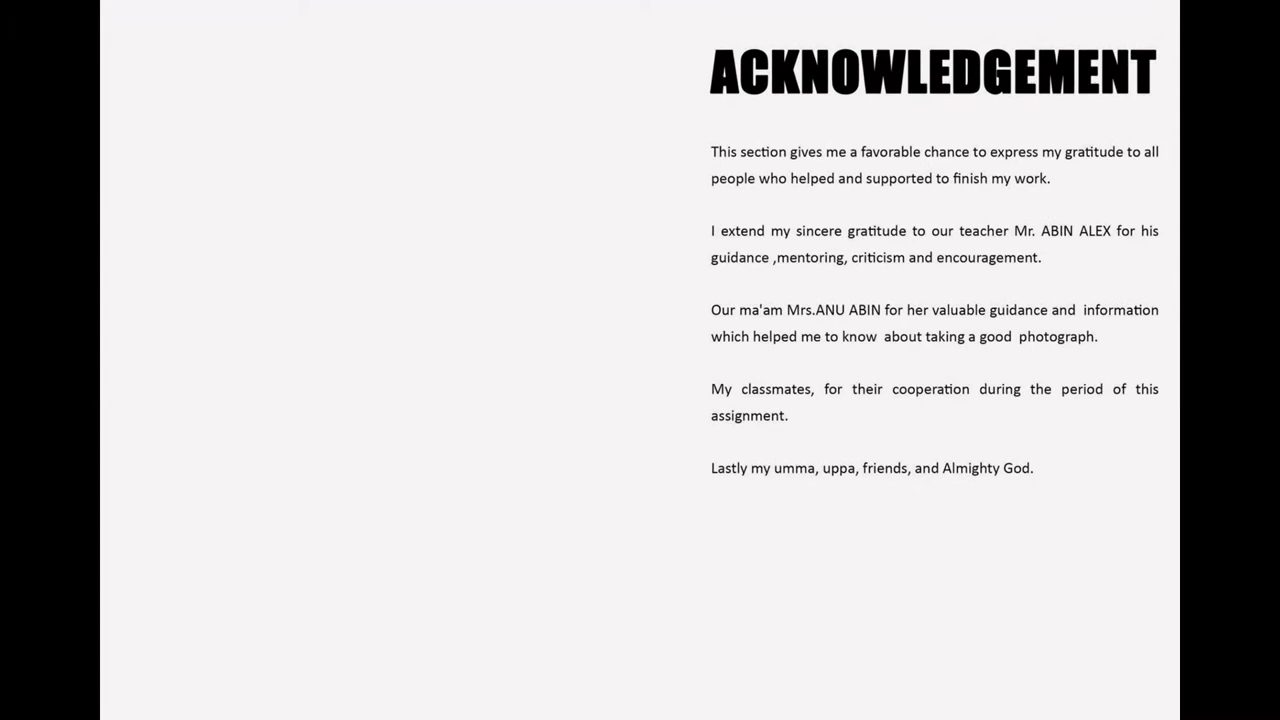 ACKNOWLEDGEMENT
This section gives me a favorable chance to express my gratitude to all
people who helped and supported to finish my work.
I extend my sincere gratitude to our teacher Mr. ABIN ALEX for his
guidance ,mentoring, criticism and encouragement.
Our ma'am Mrs.ANU ABIN for her valuable guidance and  information
which helped me to know  about taking a good  photograph.
My classmates, for their cooperation during the period of this
assignment.
Lastly my umma, uppa, friends, and Almighty God.